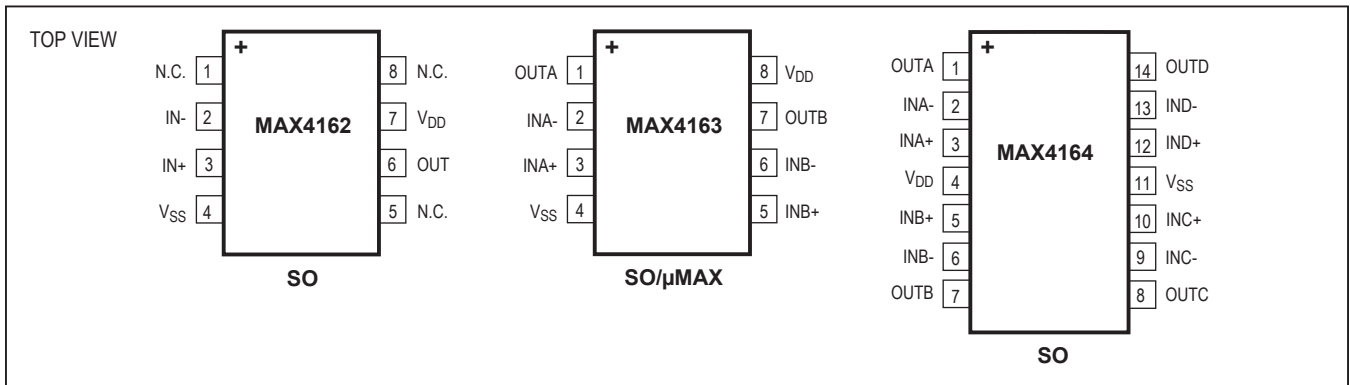 TOP VIEW
+
N.C. 1
IN- 2
IN+ 3
VSS 4
8 N.C.
7 VDD
6 OUT
5 N.C.
MAX4162
SO
+
OUTA 1
INA- 2
INA+ 3
VSS 4
8 VDD
7 OUTB
6 INB-
5 INB+
MAX4163
SO/µMAX
+
OUTA 1
INA- 2
INA+ 3
VDD 4
INB+ 5
INB- 6
OUTB 7
14 OUTD
13 IND-
12 IND+
11 VSS
10 INC+
9 INC-
8 OUTC
MAX4164
SO